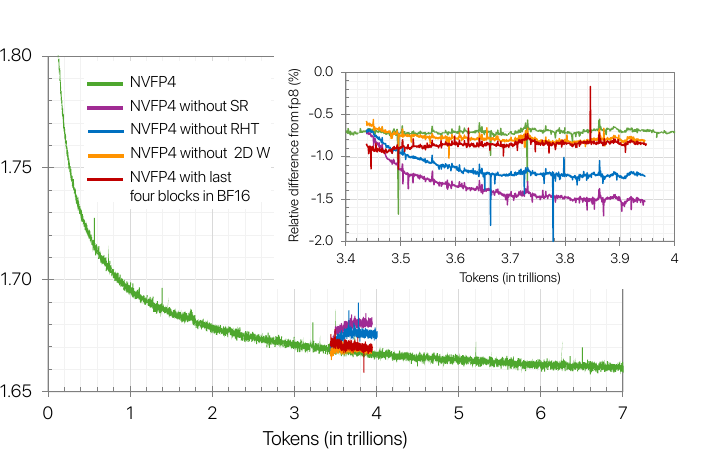 1.80
1.75
1.70
1.65
NVFP4
NVFP4 without SR
NVFP4 without RHT
NVFP4 without 2D W
NVFP4 with last
four blocks in BF16
0 1 2 3 4 5 6 7
Tokens (in trillions)
Relative difference from fp8 (%)
0.0
-0.5
-1.0
-1.5
-2.0
3.4 3.5 3.6 3.7 3.8 3.9 4
Tokens (in trillions)